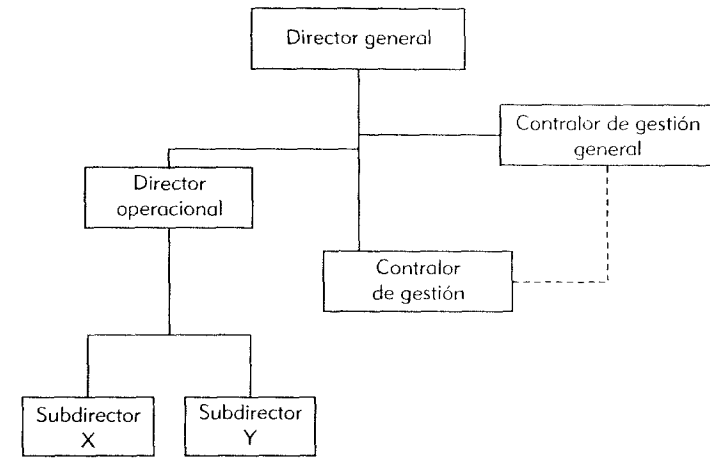 Director general
Contralor de gestión
general
Director
operacional
Contralor
de gestión
Subdirector
X
Subdirector
Y